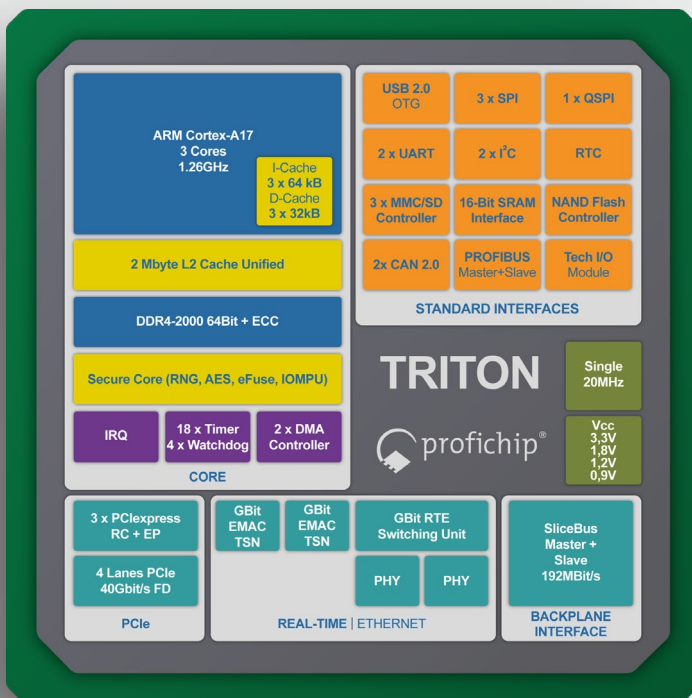 ARM Cortex-A17
3 Cores
1.26GHz
I-Cache
3 x 64 kB
D-Cache
3 x 32kB
2 Mbyte L2 Cache Unified
DDR4-2000 64Bit + ECC
Secure Core (RNG, AES, eFuse, IOMPU)
IRQ
18 x Timer
4 x Watchdog
2 x DMA
Controller
CORE
USB 2.0
OTG
3 x SPI
1 x QSPI
2 x UART
2 x I²C
RTC
3 x MMC/SD
Controller
16-Bit SRAM
Interface
NAND Flash
Controller
2x CAN 2.0
PROFIBUS
Master+Slave
Tech I/O
Module
STANDARD INTERFACES
TRITON
profichip®
Single
20MHz
Vcc
3,3V
1,8V
1,2V
0,9V
3 x PCIexpress
RC + EP
4 Lanes PCIe
40Gbit/s FD
PCIe
GBit
EMAC
TSN
GBit
EMAC
TSN
GBit RTE
Switching Unit
PHY
PHY
REAL-TIME | ETHERNET
SliceBus
Master +
Slave
192MBit/s
BACKPLANE
INTERFACE